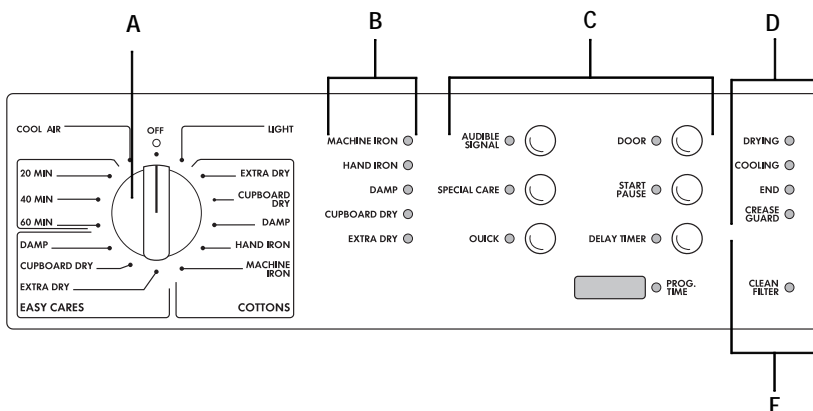 A
B
C
D
COOL AIR
OFF
LIGHT
20 MIN
40 MIN
60 MIN
DAMP
CUPBOARD DRY
EXTRA DRY
EASY CARES
EXTRA DRY
CUPBOARD
DRY
DAMP
HAND IRON
MACHINE
IRON
COTTONS
MACHINE IRON
HAND IRON
DAMP
CUPBOARD DRY
EXTRA DRY
AUDIBLE
SIGNAL
SPECIAL CARE
QUICK
DOOR
START
PAUSE
DELAY TIMER
PROG.
TIME
DRYING
COOLING
END
CREASE
GUARD
CLEAN
FILTER